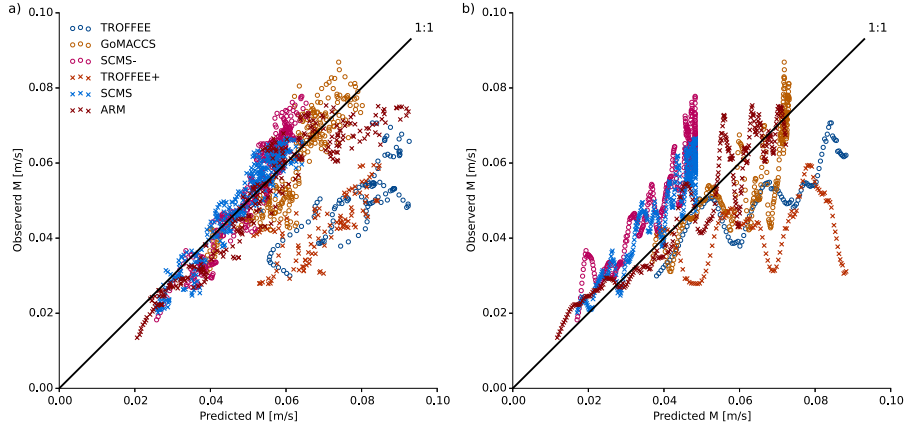 a)
0.10
0.08
0.06
0.04
0.02
0.00
Observerd M [m/s]
TROFFEE
GoMACCS
SCMS-
TROFFEE+
SCMS
ARM
1:1
0.00 0.02 0.04 0.06 0.08 0.10
Predicted M [m/s]
b)
0.10
0.08
0.06
0.04
0.02
0.00
Observerd M [m/s]
1:1
0.00 0.02 0.04 0.06 0.08 0.10
Predicted M [m/s]